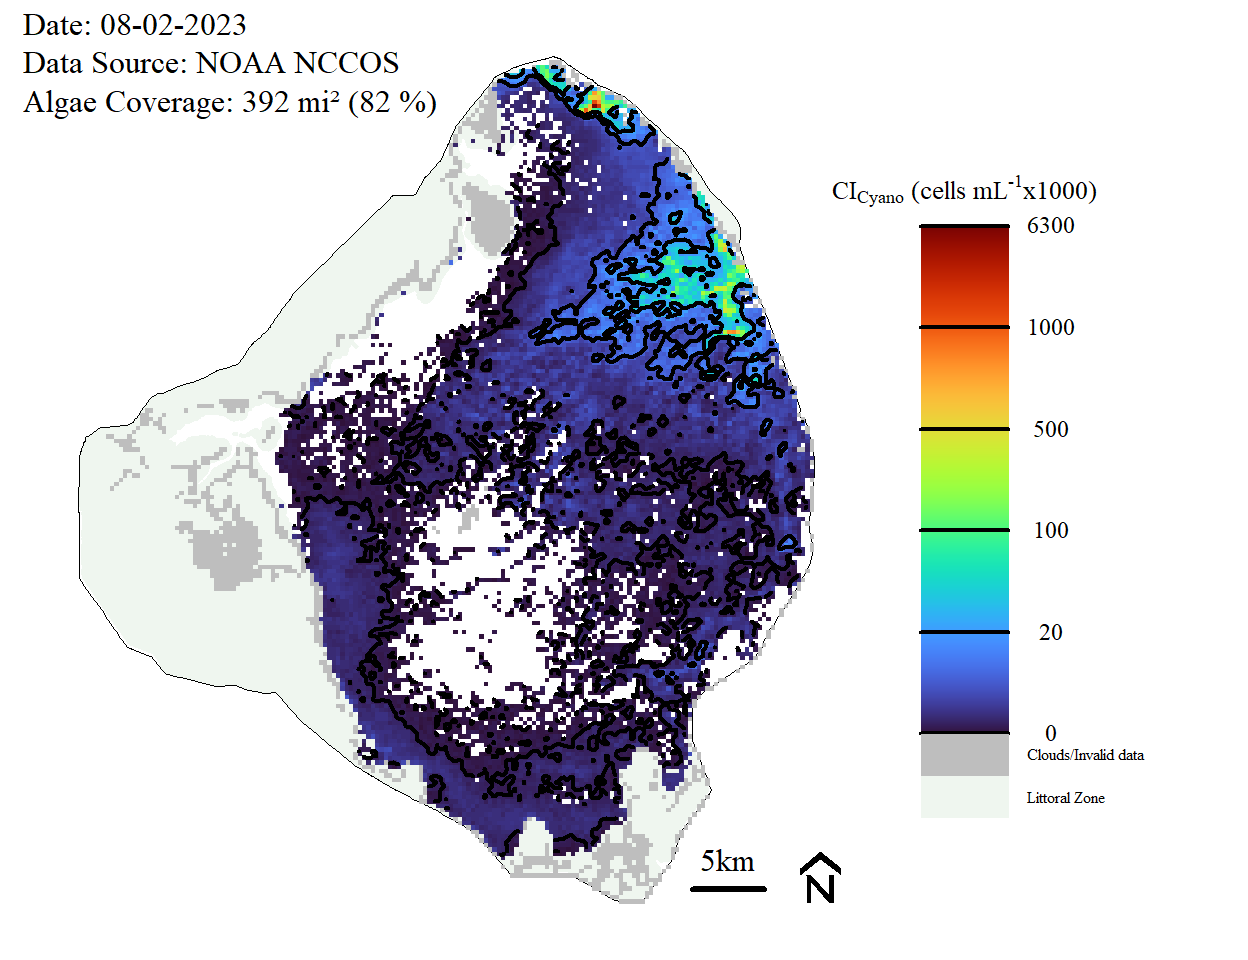 Date: 08-02-2023
Data Source: NOAA NCCOS
Algae Coverage: 392 mi² (82 %)
CI_Cyano (cells mL⁻¹x1000)
6300
1000
500
100
20
0
Clouds/Invalid data
Littoral Zone
5km
N